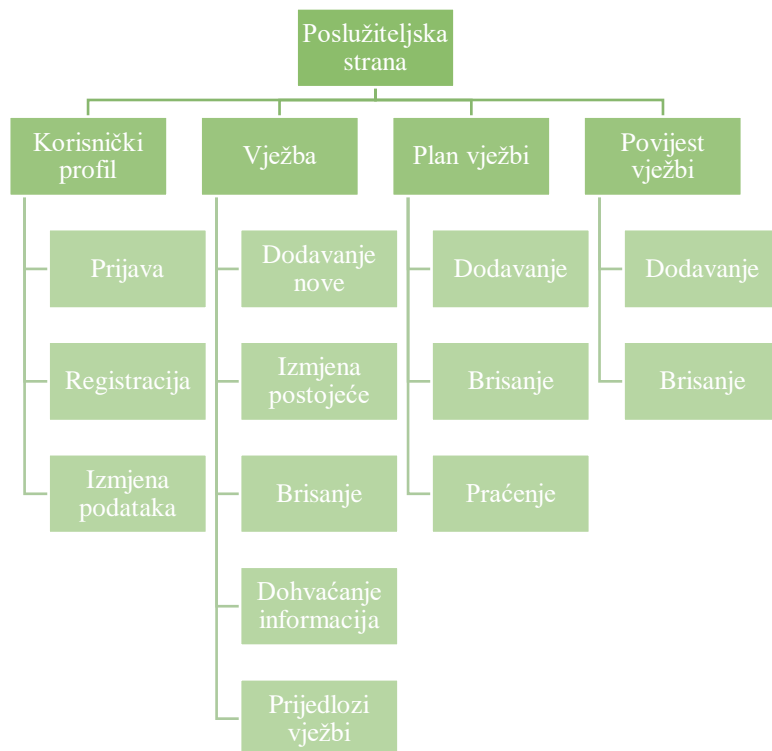 Poslužiteljska
strana
Korisnički
profil
Vježba
Plan vježbi
Povijest
vježbi
Prijava
Dodavanje
nove
Dodavanje
Dodavanje
Registracija
Izmjena
postojeće
Brisanje
Brisanje
Izmjena
podataka
Brisanje
Praćenje
Dohvaćanje
informacija
Prijedlozi
vježbi